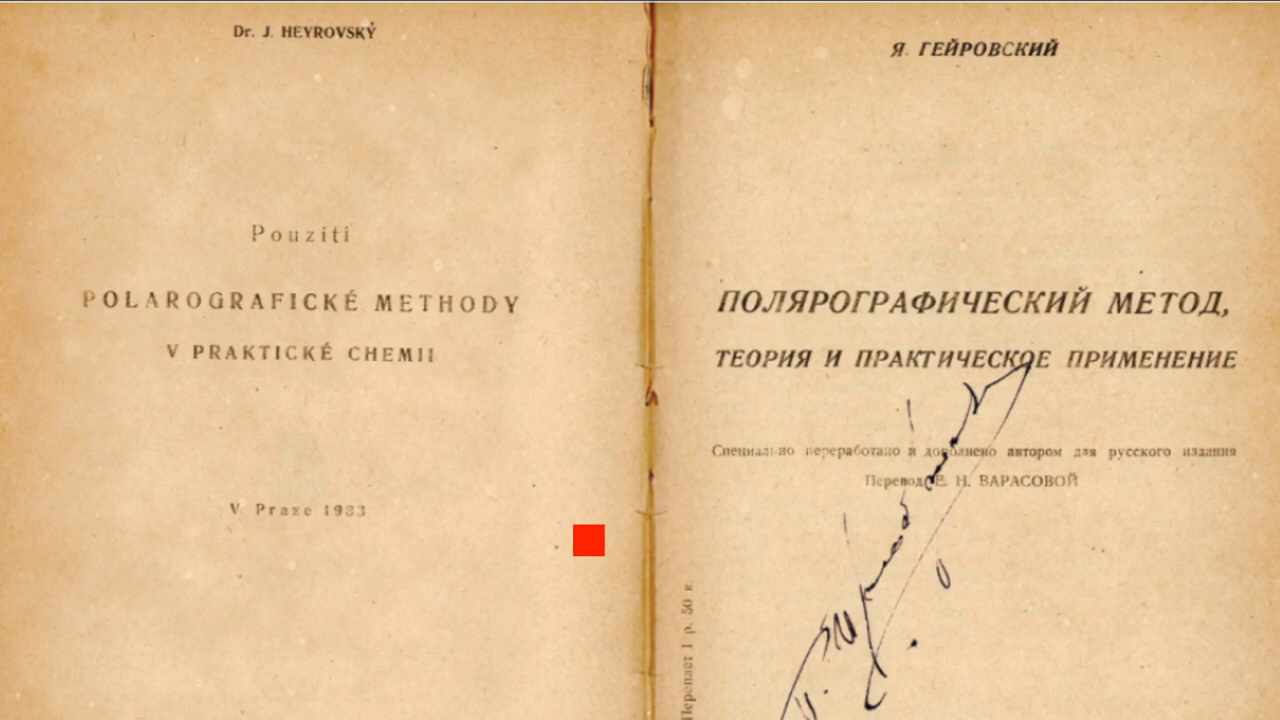 Dr. J. HEYROVSKÝ
Pouziti
POLAROGRAFICKÉ METHODY
V PRAKTICKÉ CHEMII
V Praze 1933
Я. ГЕЙРОВСКИЙ
ПОЛЯРОГРАФИЧЕСКИЙ МЕТОД,
ТЕОРИЯ И ПРАКТИЧЕСКОЕ ПРИМЕНЕНИЕ
Специально переработано и дополнено автором для русского издания
Перевод Е. Н. ВАРАСОВОЙ
Переплет 1 р. 50 к